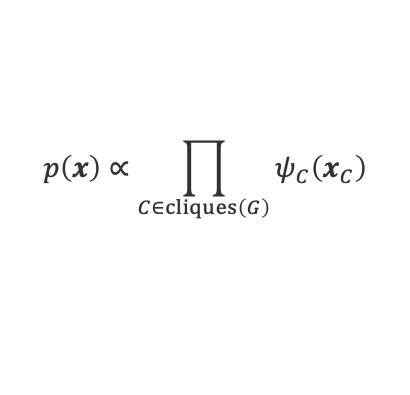 p(x) ∝ ∏ ψ_C(x_C)
C∈cliques(G)